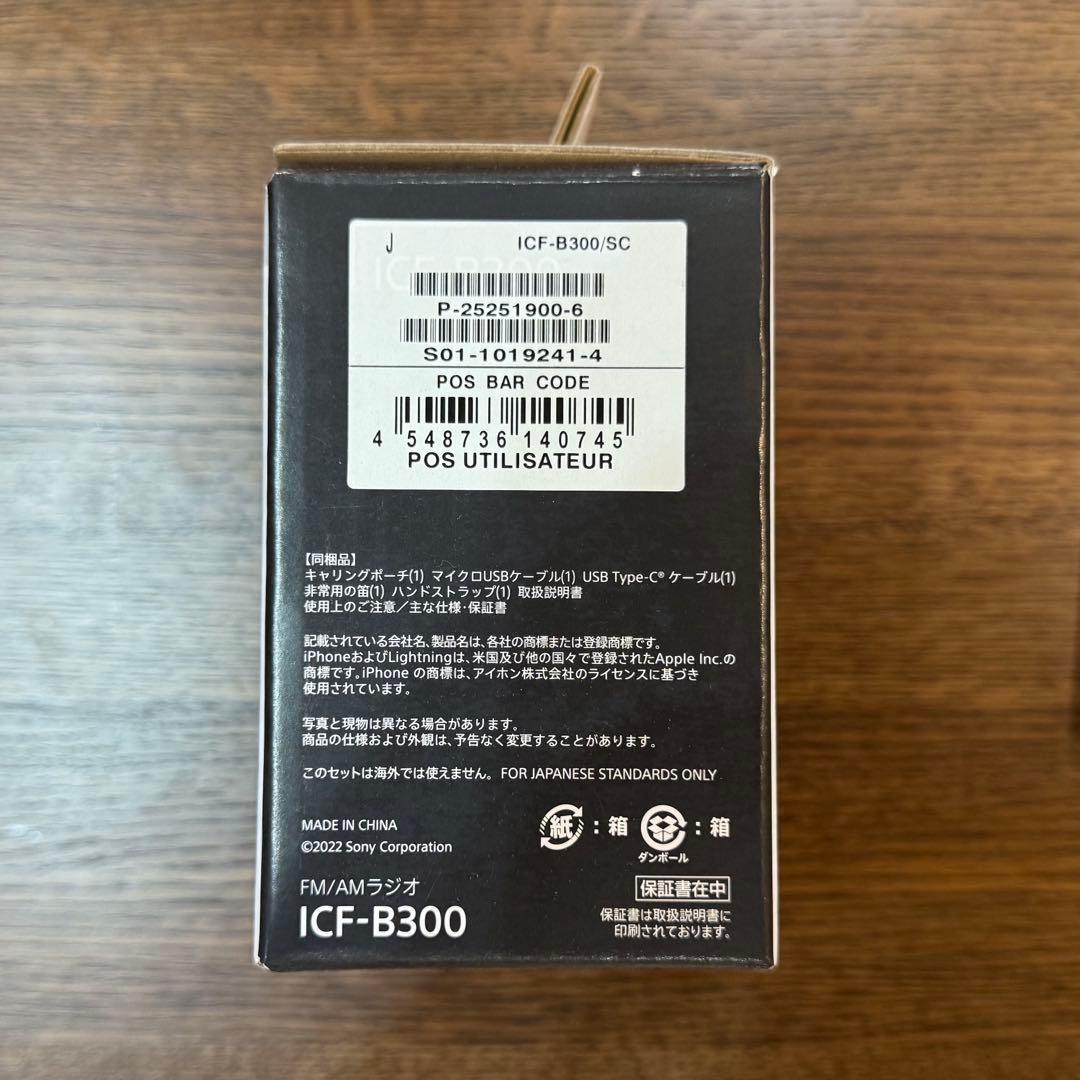 J ICF-B300/SC
P-25251900-6
S01-1019241-4
POS BAR CODE
4 548736 140745
POS UTILISATEUR
【同梱品】
キャリングポーチ(1) マイクロUSBケーブル(1) USB Type-C® ケーブル(1)
非常用の笛(1) ハンドストラップ(1) 取扱説明書
使用上のご注意／主な仕様・保証書
記載されている会社名、製品名は、各社の商標または登録商標です。
iPhoneおよびLightningは、米国及び他の国々で登録されたApple Inc.の
商標です。iPhone の商標は、アイホン株式会社のライセンスに基づき
使用されています。
写真と現物は異なる場合があります。
商品の仕様および外観は、予告なく変更することがあります。
このセットは海外では使えません。 FOR JAPANESE STANDARDS ONLY
MADE IN CHINA
©2022 Sony Corporation
紙 : 箱 : 箱
ダンボール
FM/AMラジオ
ICF-B300
保証書在中
保証書は取扱説明書に
印刷されております。